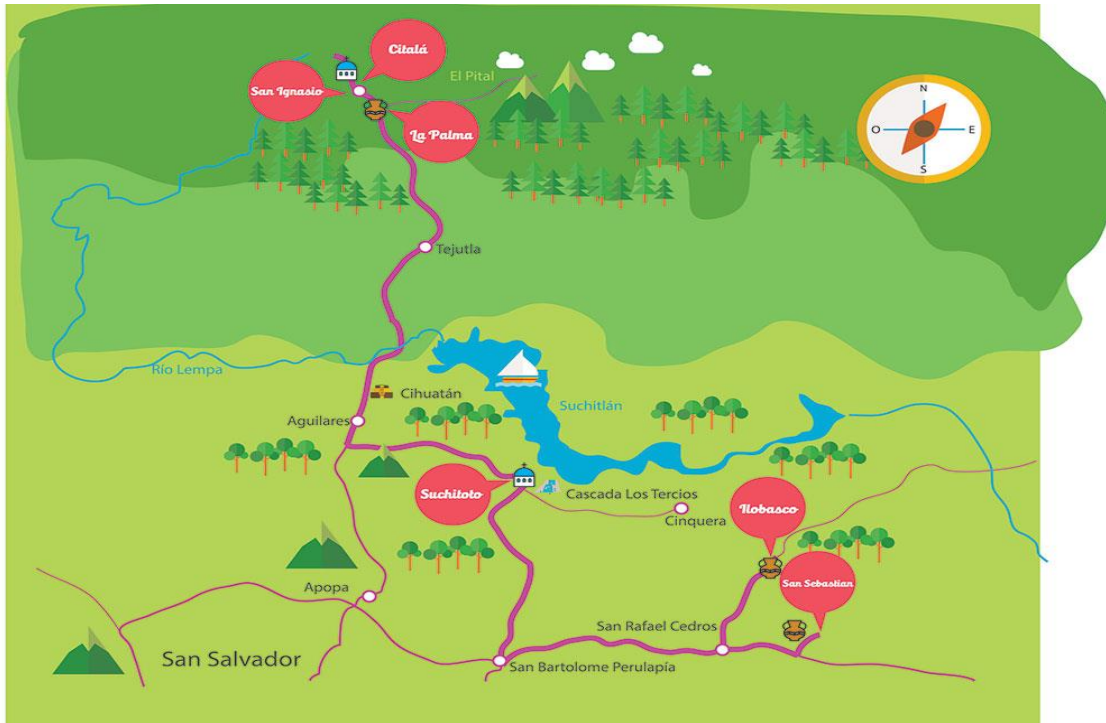 Citalá
El Pital
San Ignasio
La Palma
N
O
E
S
Tejutla
Río Lempa
Cihuatán
Suchitlán
Aguilares
Suchitoto
Cascada Los Tercios
Cinquera
Ilobasco
San Sebastian
Apopa
San Rafael Cedros
San Salvador
San Bartolome Perulapía